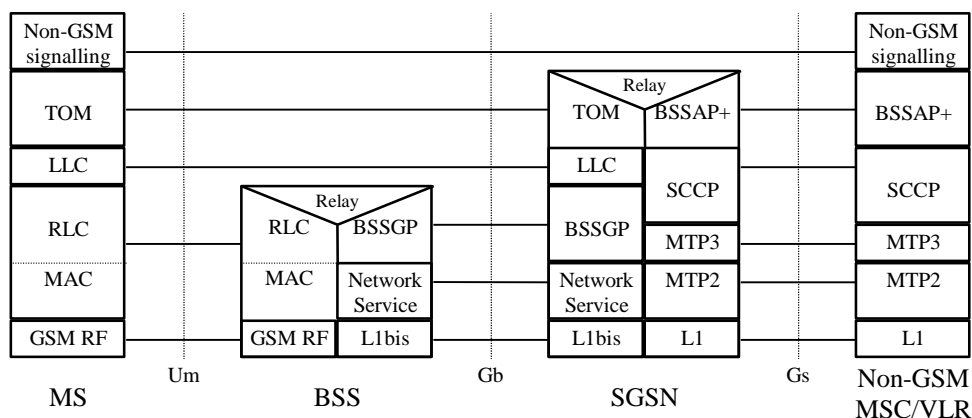 Non-GSM
signalling
TOM
LLC
RLC
MAC
GSM RF
MS
Um
Relay
RLC
BSSGP
MAC
Network
Service
GSM RF
L1bis
BSS
Gb
Relay
TOM
BSSAP+
LLC
SCCP
BSSGP
MTP3
Network
Service
MTP2
L1bis
L1
SGSN
Gs
Non-GSM
signalling
BSSAP+
SCCP
MTP3
MTP2
L1
Non-GSM
MSC/VLR